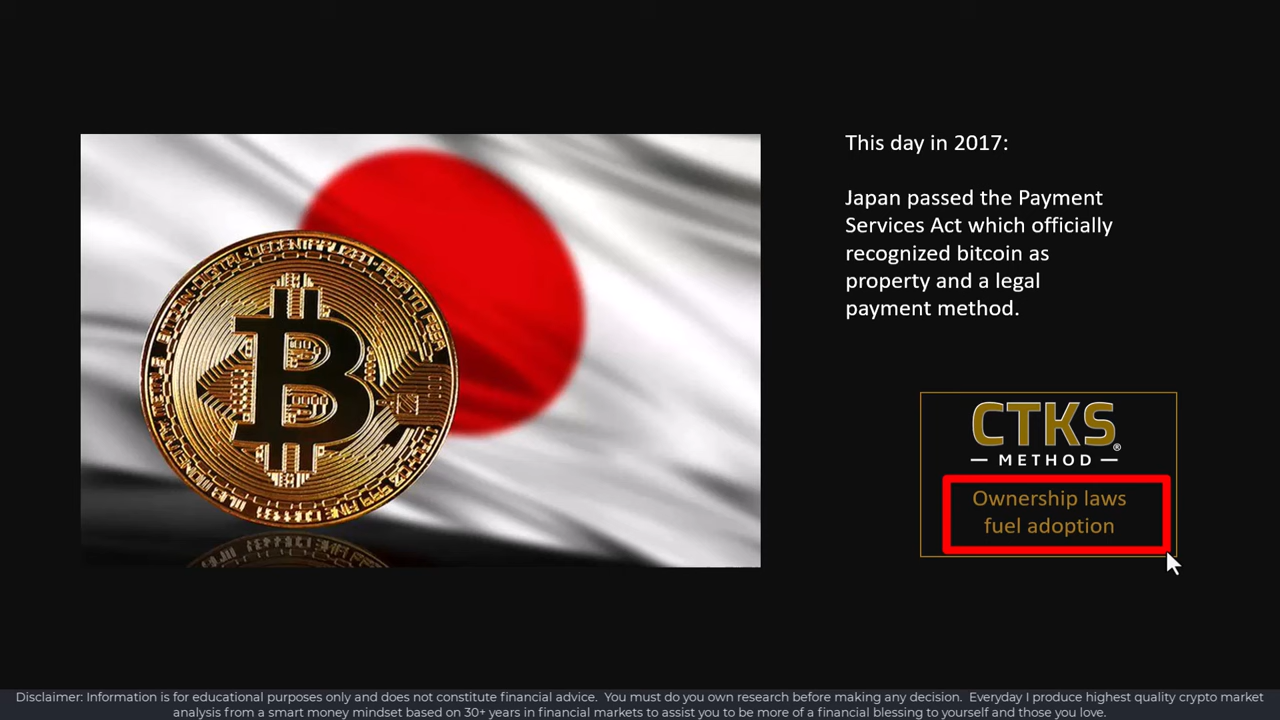 This day in 2017:
Japan passed the Payment
Services Act which officially
recognized bitcoin as
property and a legal
payment method.
CTKS®
METHOD
Ownership laws
fuel adoption
Disclaimer: Information is for educational purposes only and does not constitute financial advice. You must do you own research before making any decision. Everyday I produce highest quality crypto market
analysis from a smart money mindset based on 30+ years in financial markets to assist you to be more of a financial blessing to yourself and those you love.